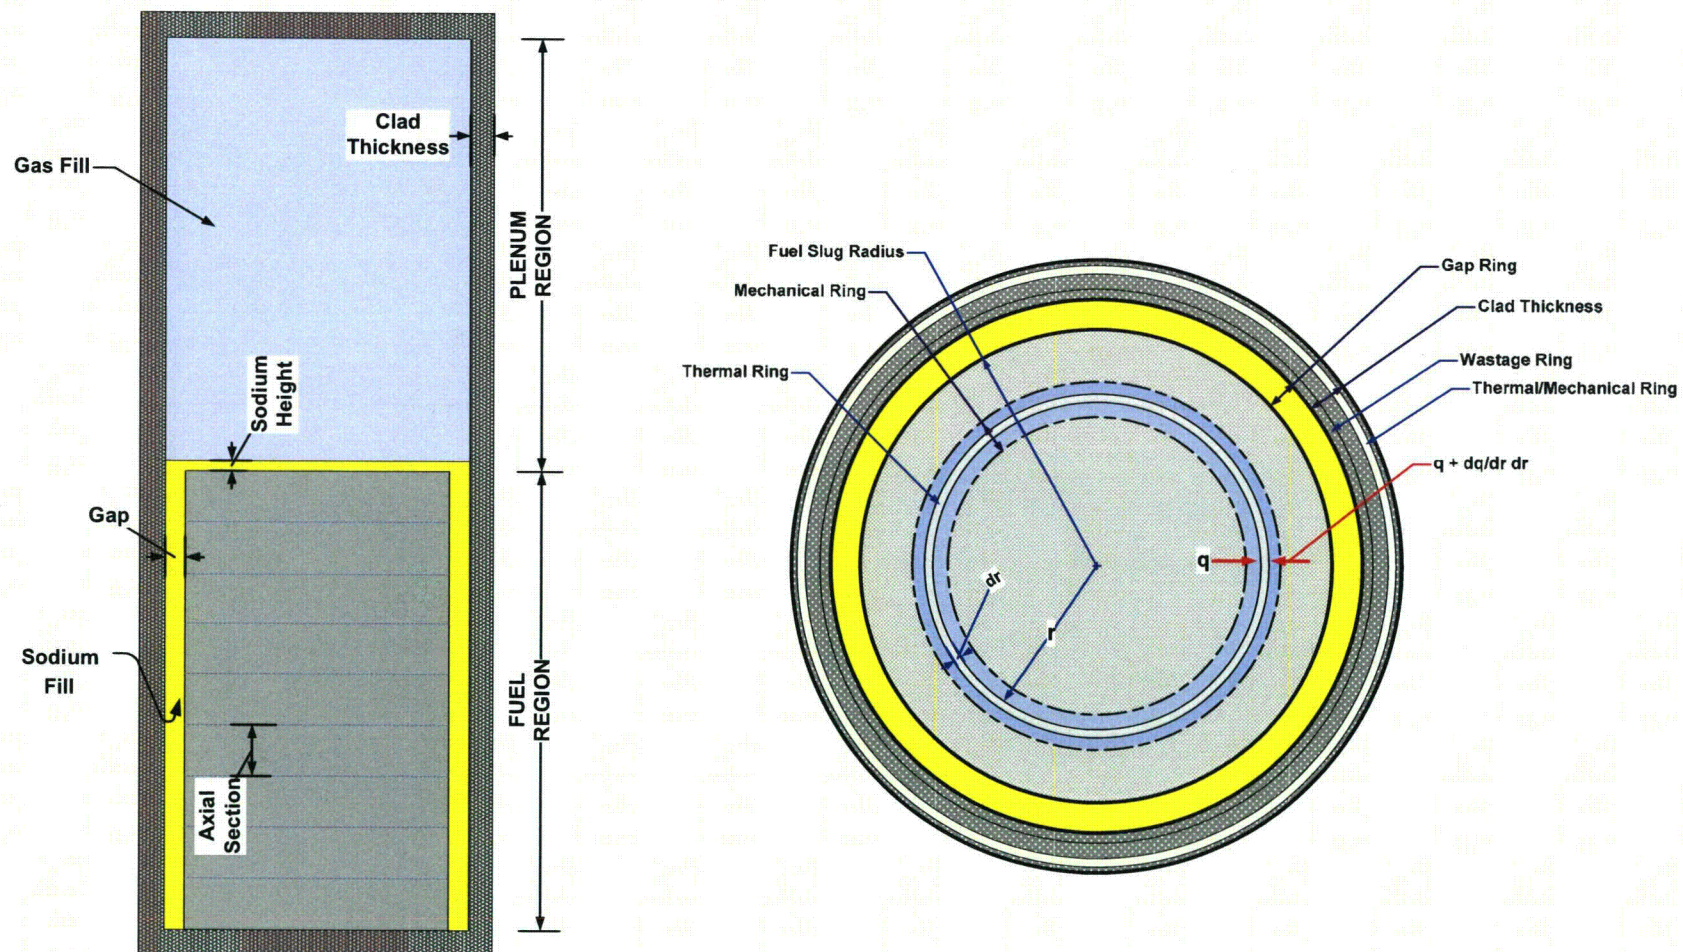 Clad
Thickness
Gas Fill
PLENUM
REGION
Sodium
Height
Gap
Sodium
Fill
FUEL
REGION
Axial
Section
Fuel Slug Radius
Mechanical Ring
Thermal Ring
Gap Ring
Clad Thickness
Wastage Ring
Thermal/Mechanical Ring
q + dq/dr dr
q
dr
r